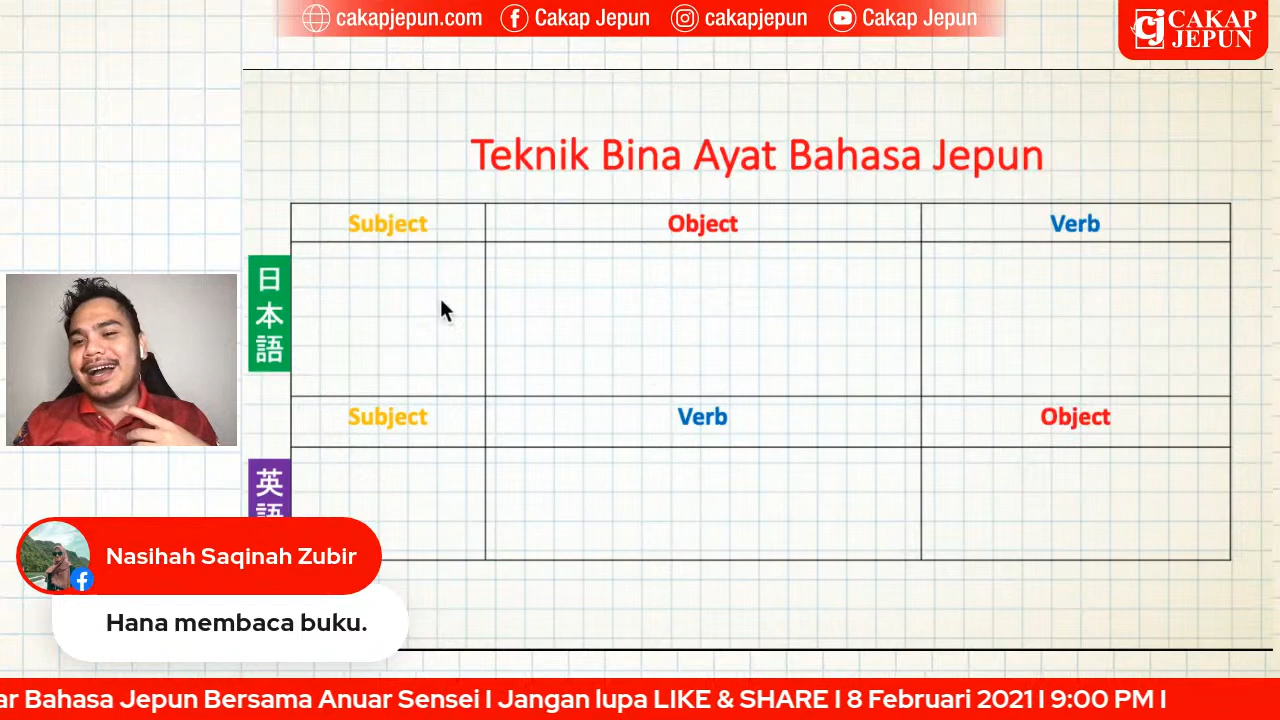 cakapjepun.com Cakap Jepun cakapjepun Cakap Jepun
CAKAP
JEPUN
Teknik Bina Ayat Bahasa Jepun
Subject Object Verb
日本語
Subject Verb Object
英語
Nasihah Saqinah Zubir
Hana membaca buku.
Bahasa Jepun Bersama Anuar Sensei I Jangan lupa LIKE & SHARE I 8 Februari 2021 I 9:00 PM I